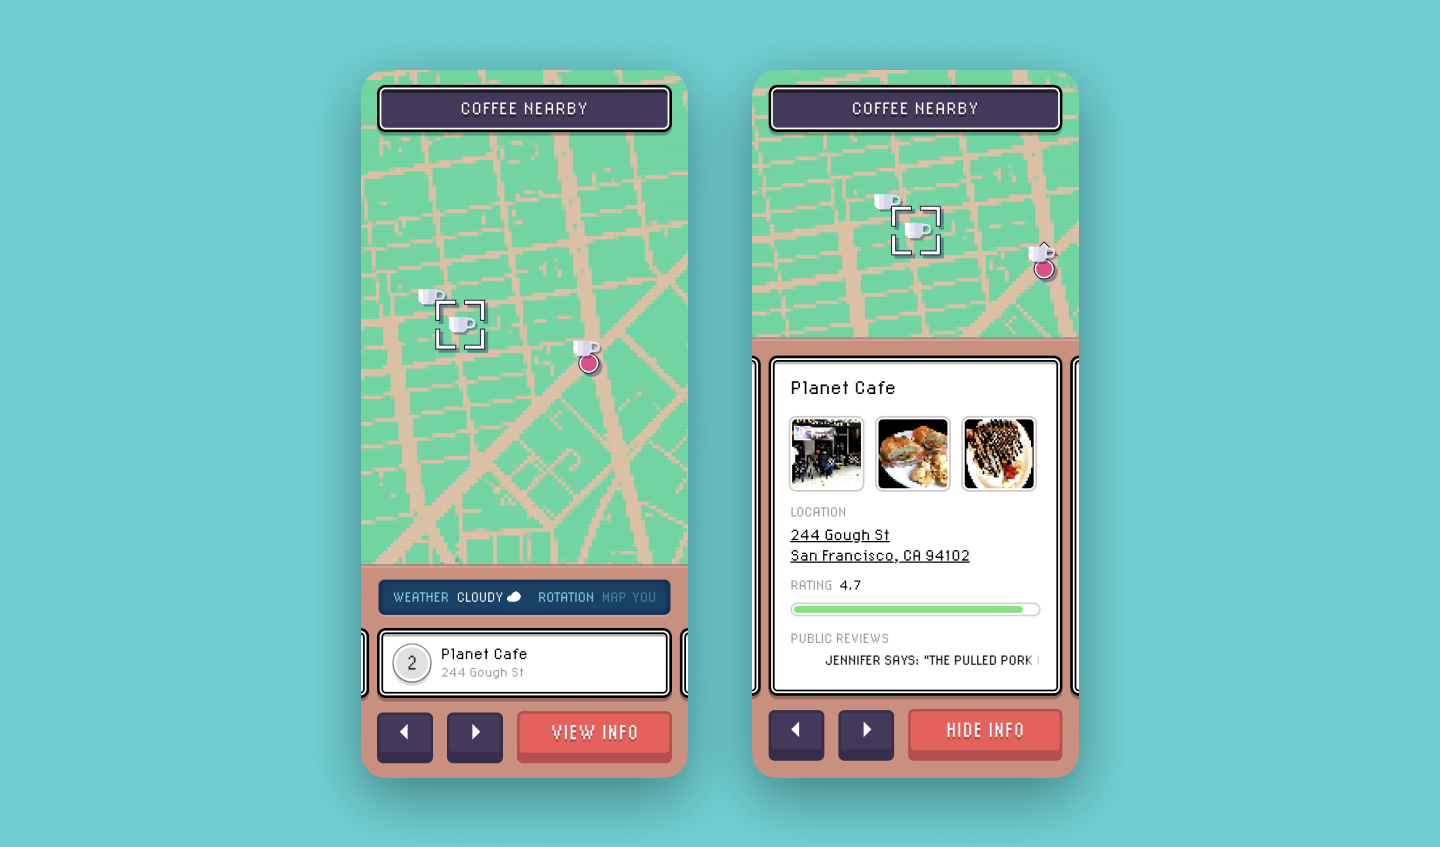 COFFEE NEARBY
WEATHER CLOUDY ROTATION MAP YOU
2
Planet Cafe
244 Gough St
VIEW INFO
COFFEE NEARBY
Planet Cafe
LOCATION
244 Gough St
San Francisco, CA 94102
RATING 4.7
PUBLIC REVIEWS
JENNIFER SAYS: "THE PULLED PORK
HIDE INFO